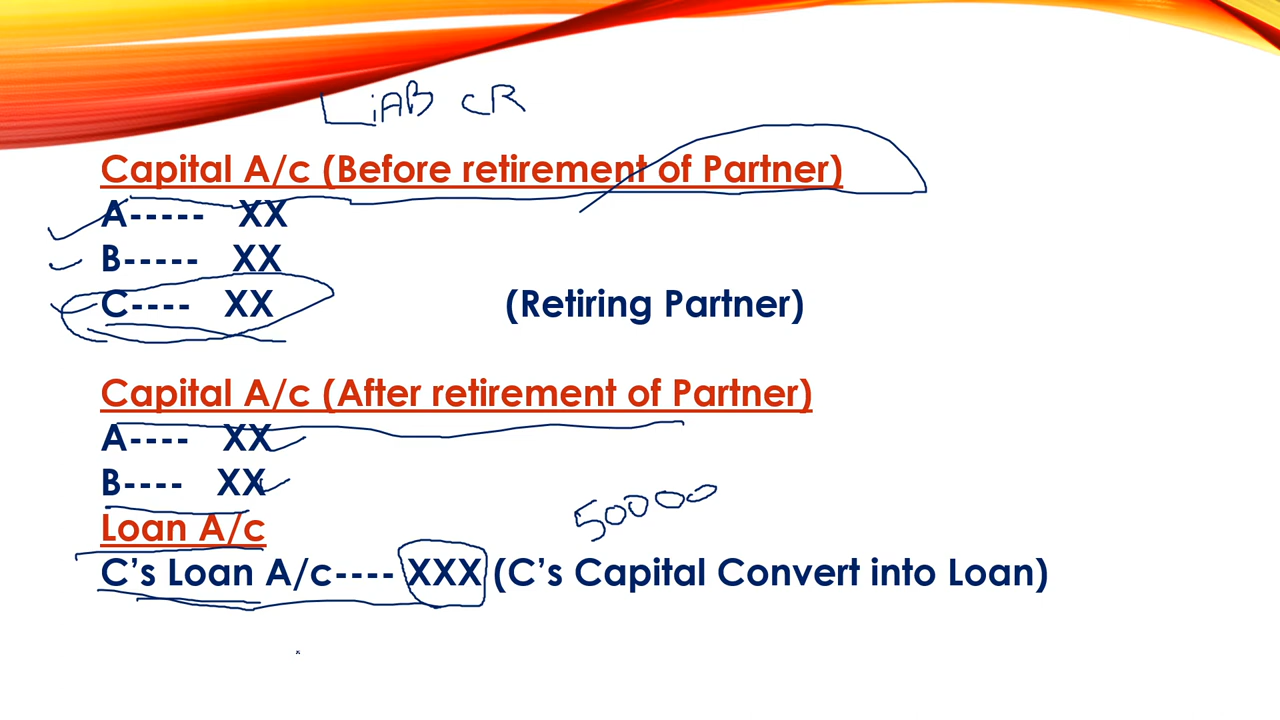 LiAB CR
Capital A/c (Before retirement of Partner)
A----- XX
B----- XX
C---- XX (Retiring Partner)
Capital A/c (After retirement of Partner)
A---- XX
B---- XX
50000
Loan A/c
C’s Loan A/c---- XXX (C’s Capital Convert into Loan)